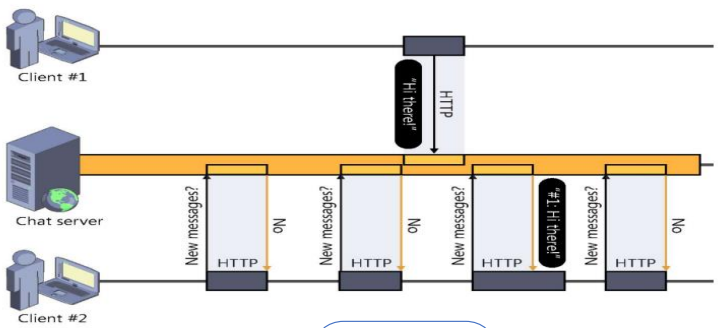 Client #1
"Hi there!"
HTTP
Chat server
New messages?
No
New messages?
No
New messages?
"#1: Hi there!"
New messages?
No
HTTP
HTTP
HTTP
HTTP
Client #2